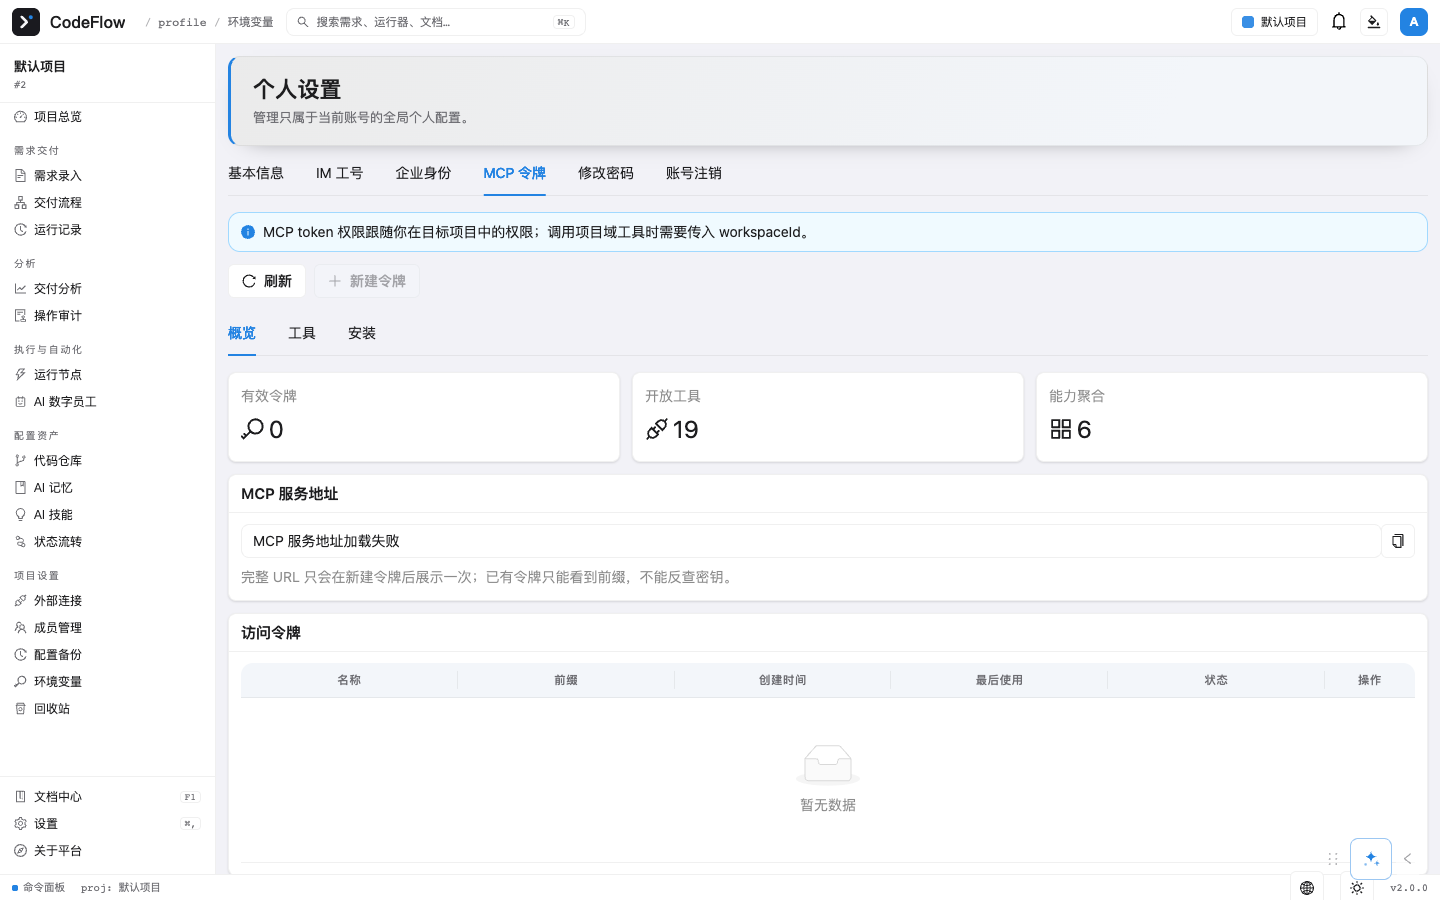 CodeFlow / profile / 环境变量 搜索需求、运行器、文档... ⌘K 默认项目 A
默认项目
#2
项目总览
需求交付
需求录入
交付流程
运行记录
分析
交付分析
操作审计
执行与自动化
运行节点
AI 数字员工
配置资产
代码仓库
AI 记忆
AI 技能
状态流转
项目设置
外部连接
成员管理
配置备份
环境变量
回收站
文档中心 F1
设置 ⌘,
关于平台
个人设置
管理只属于当前账号的全局个人配置。
基本信息 IM 工号 企业身份 MCP 令牌 修改密码 账号注销
MCP token 权限跟随你在目标项目中的权限；调用项目域工具时需要传入 workspaceId。
刷新 新建令牌
概览 工具 安装
有效令牌 开放工具 能力聚合
0 19 6
MCP 服务地址
MCP 服务地址加载失败
完整 URL 只会在新建令牌后展示一次；已有令牌只能看到前缀，不能反查密钥。
访问令牌
名称 前缀 创建时间 最后使用 状态 操作
暂无数据
命令面板 proj: 默认项目 v2.0.0